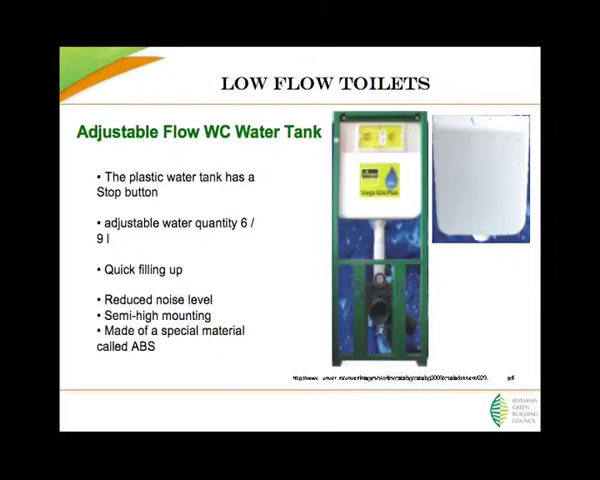 LOW FLOW TOILETS
Adjustable Flow WC Water Tank
• The plastic water tank has a
Stop button
• adjustable water quantity 6 /
9 l
• Quick filling up
• Reduced noise level
• Semi-high mounting
• Made of a special material
called ABS
pdf
ROMANIA
GREEN
BUILDING
COUNCIL